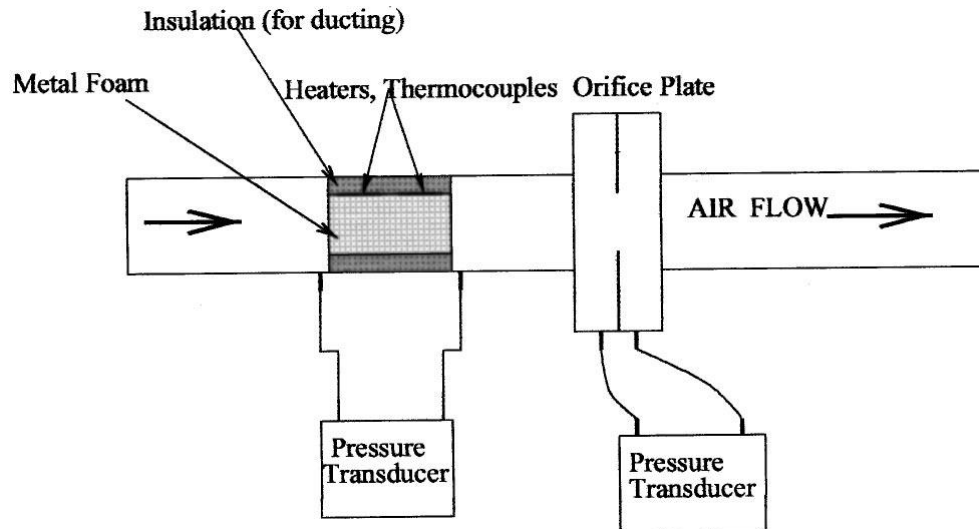 Insulation (for ducting)
Metal Foam
Heaters, Thermocouples
Orifice Plate
AIR FLOW
Pressure
Transducer
Pressure
Transducer